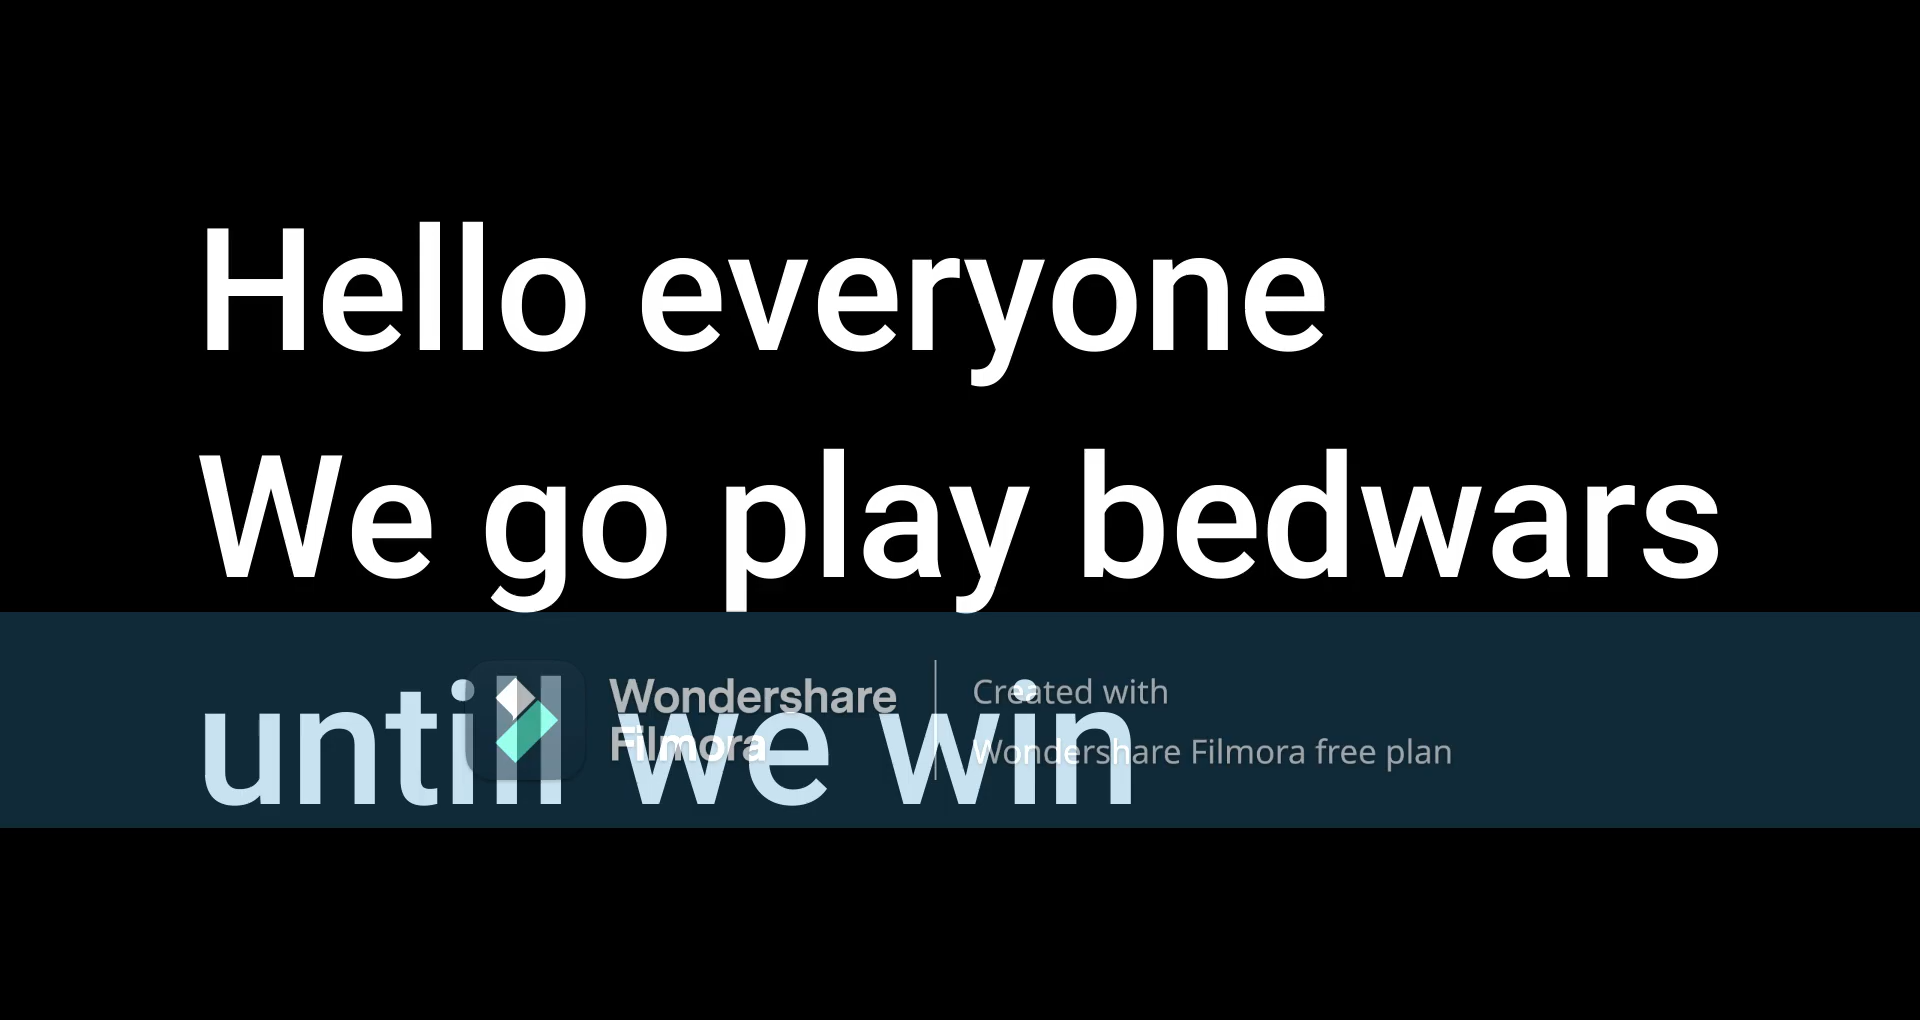 Hello everyone
We go play bedwars
untill we win
Wondershare
Filmora
Created with
Wondershare Filmora free plan